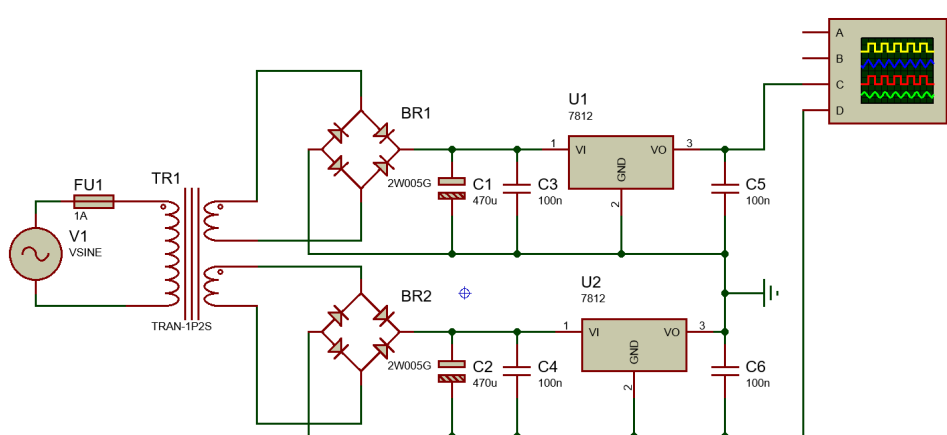 A
B
C
D
U1
7812
BR1
1
VI
VO
3
GND
2
2W005G
C1
470u
C3
100n
C5
100n
FU1
1A
TR1
V1
VSINE
TRAN-1P2S
U2
7812
BR2
1
VI
VO
3
GND
2
2W005G
C2
470u
C4
100n
C6
100n